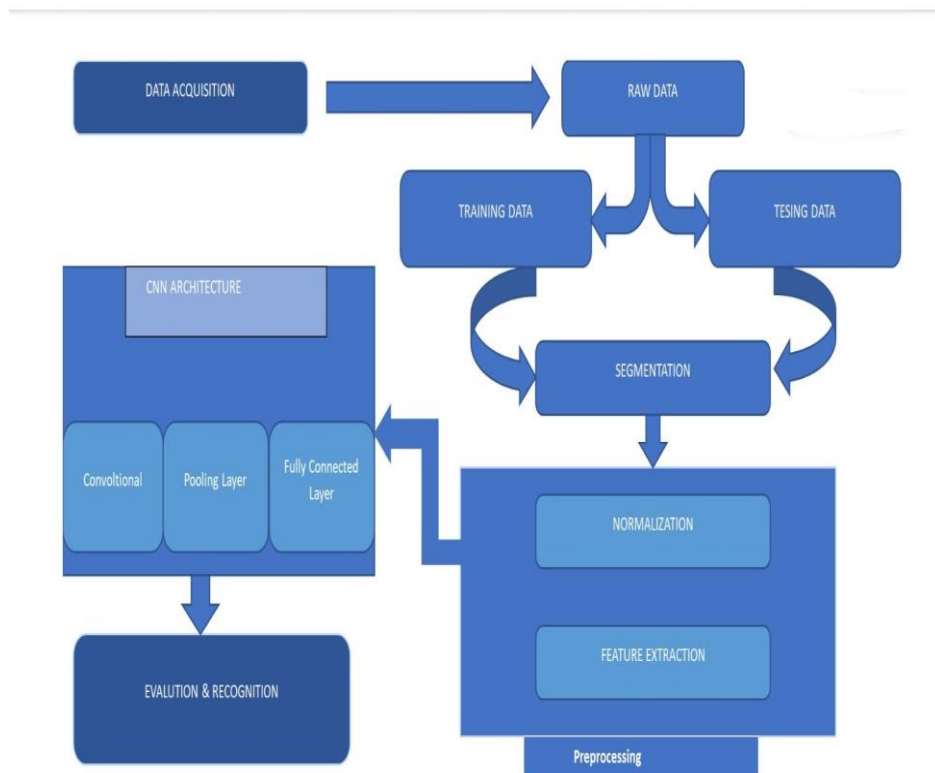 DATA ACQUISITION
RAW DATA
TRAINING DATA
TESING DATA
SEGMENTATION
NORMALIZATION
FEATURE EXTRACTION
Preprocessing
CNN ARCHITECTURE
Convoltional
Pooling Layer
Fully Connected
Layer
EVALUTION & RECOGNITION